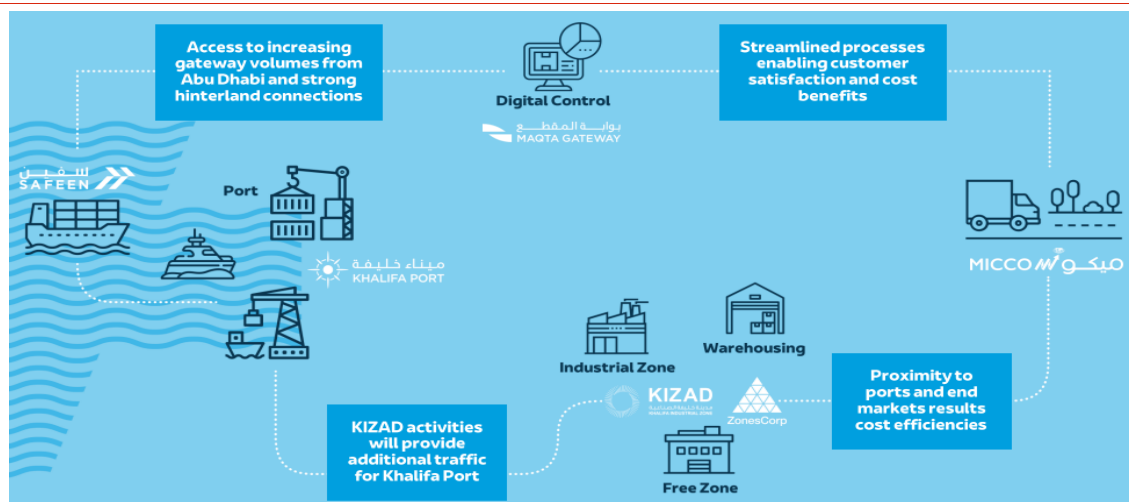 Access to increasing
gateway volumes from
Abu Dhabi and strong
hinterland connections
Digital Control
بوابة المقطع
MAQTA GATEWAY
Streamlined processes
enabling customer
satisfaction and cost
benefits
سفين
SAFEEN
Port
ميناء خليفة
KHALIFA PORT
MICCO ميكو
Industrial Zone
Warehousing
KIZAD
KHALIFA INDUSTRIAL ZONE
ZonesCorp
Free Zone
KIZAD activities
will provide
additional traffic
for Khalifa Port
Proximity to
ports and end
markets results
cost efficiencies